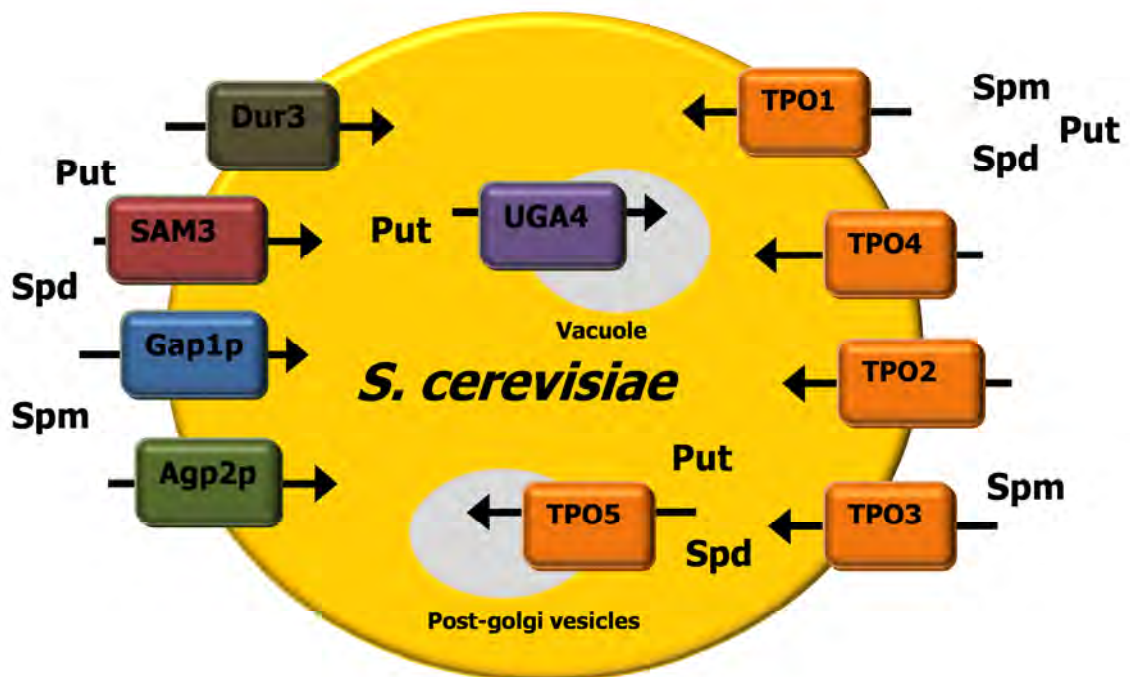 Dur3
TPO1
Spm
Put
Spd
Put
SAM3
Put
UGA4
TPO4
Spd
Gap1p
Vacuole
S. cerevisiae
TPO2
Spm
Agp2p
Put
TPO5
Spd
TPO3
Spm
Post-golgi vesicles